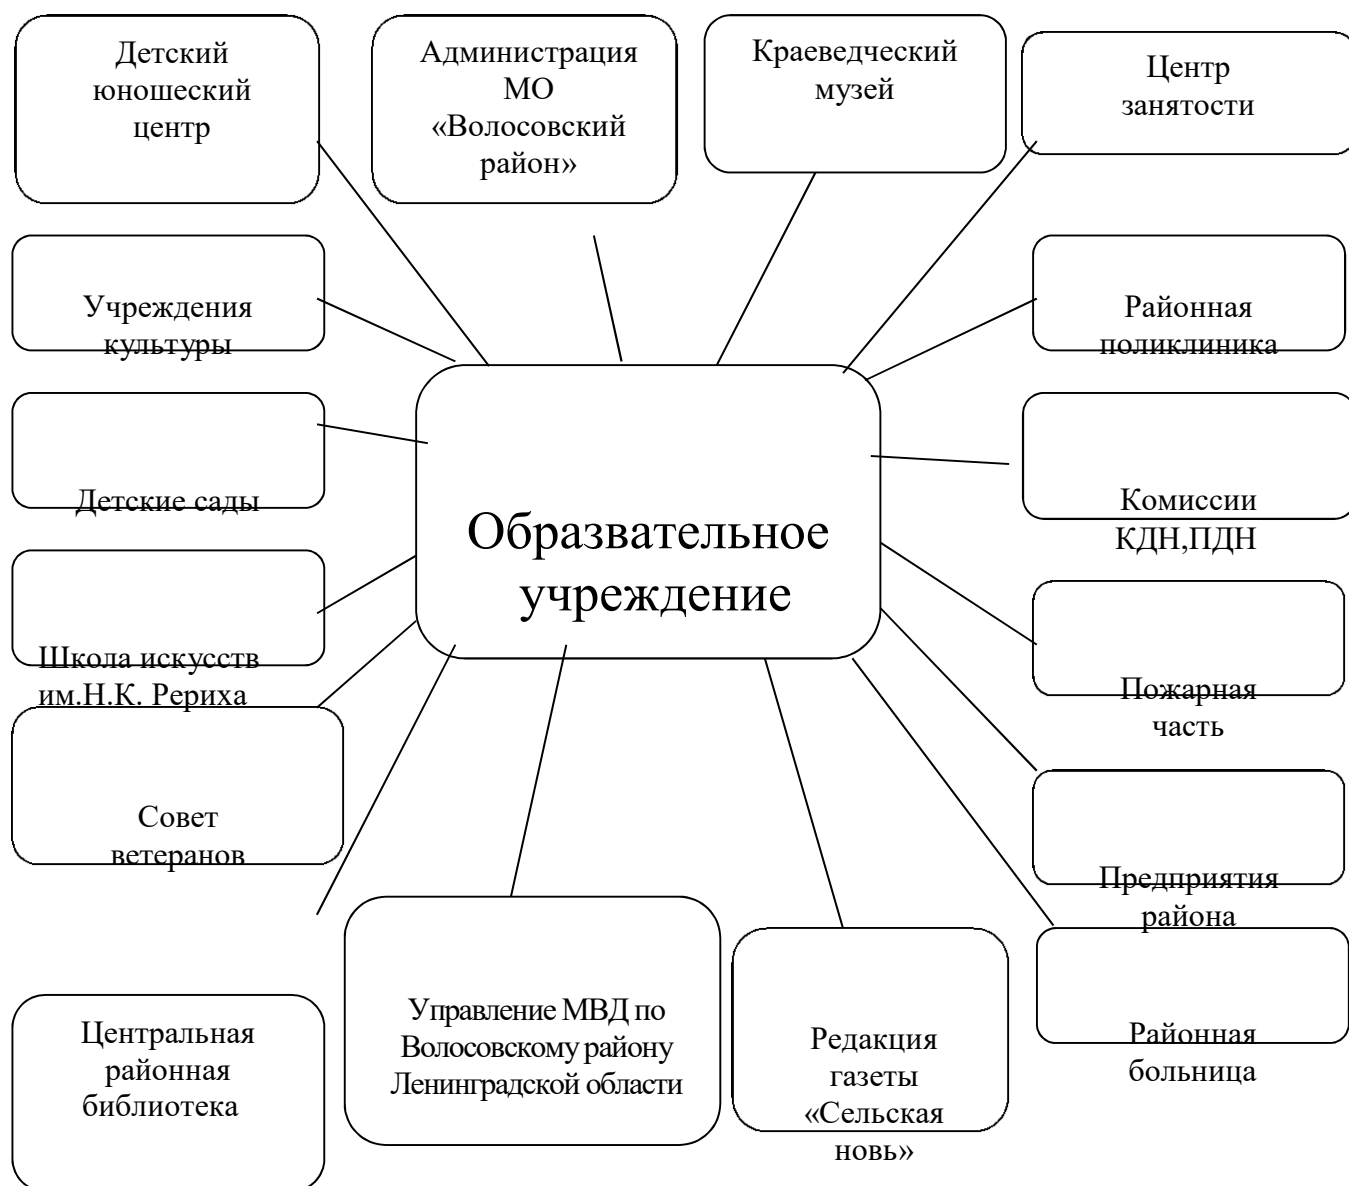 Детский
юношеский
центр
Администрация
МО
«Волосовский
район»
Краеведческий
музей
Центр
занятости
Учреждения
культуры
Районная
поликлиника
Детские сады
Комиссии
КДН,ПДН
Образвательное
учреждение
Школа искусств
им.Н.К. Рериха
Пожарная
часть
Совет
ветеранов
Предприятия
района
Центральная
районная
библиотека
Управление МВД по
Волосовскому району
Ленинградской области
Редакция
газеты
«Сельская
новь»
Районная
больница